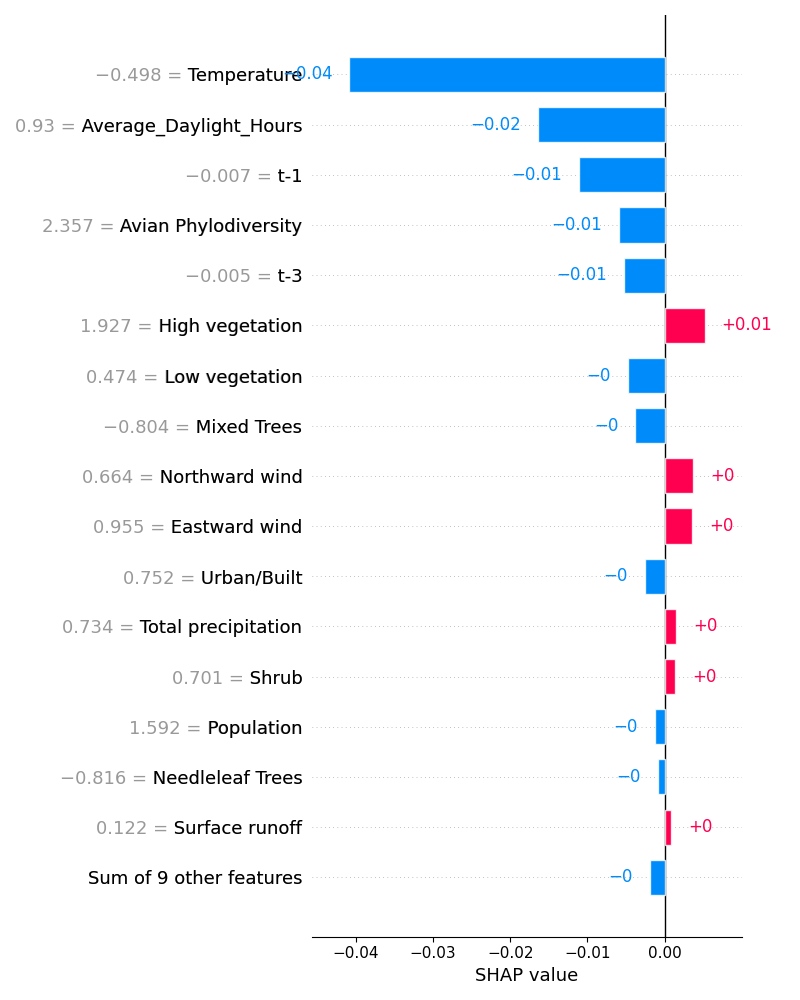 −0.498 = Temperature −0.04
0.93 = Average_Daylight_Hours −0.02
−0.007 = t-1 −0.01
2.357 = Avian Phylodiversity −0.01
−0.005 = t-3 −0.01
1.927 = High vegetation +0.01
0.474 = Low vegetation −0
−0.804 = Mixed Trees −0
0.664 = Northward wind +0
0.955 = Eastward wind +0
0.752 = Urban/Built −0
0.734 = Total precipitation +0
0.701 = Shrub +0
1.592 = Population −0
−0.816 = Needleleaf Trees −0
0.122 = Surface runoff +0
Sum of 9 other features −0
−0.04 −0.03 −0.02 −0.01 0.00
SHAP value